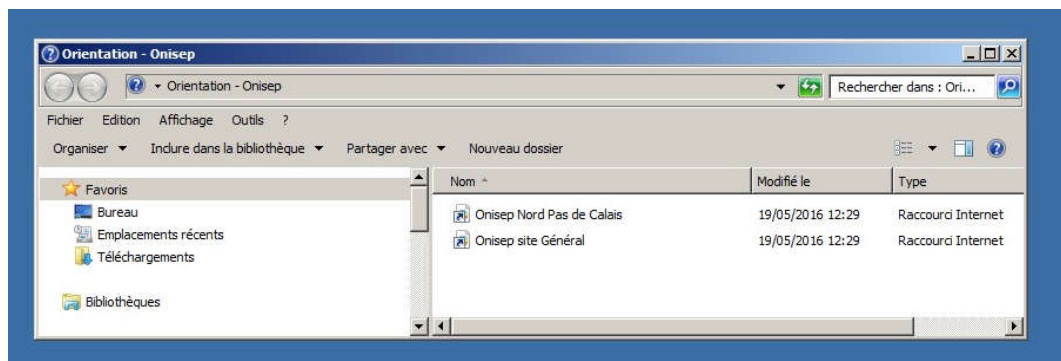 Orientation - Onisep
Orientation - Onisep Rechercher dans : Ori...
Fichier Edition Affichage Outils ?
Organiser Inclure dans la bibliothèque Partager avec Nouveau dossier
Favoris
Bureau
Emplacements récents
Téléchargements
Bibliothèques
Nom Modifié le Type
Onisep Nord Pas de Calais 19/05/2016 12:29 Raccourci Internet
Onisep site Général 19/05/2016 12:29 Raccourci Internet